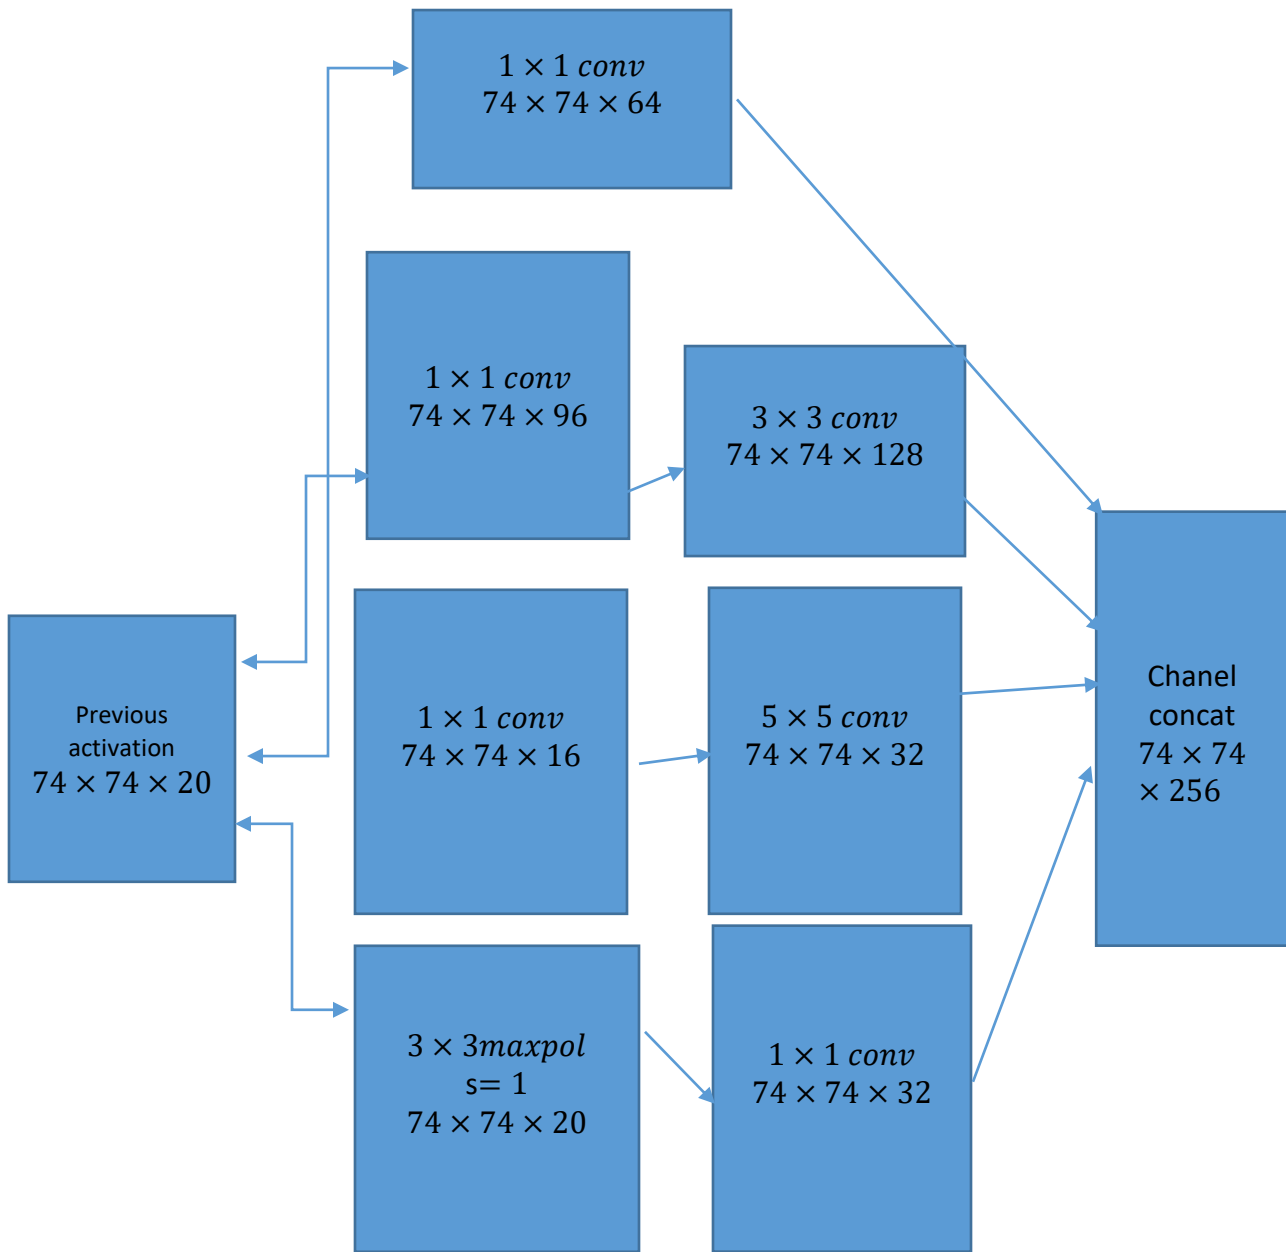 1 × 1 conv
74 × 74 × 64
1 × 1 conv
74 × 74 × 96
3 × 3 conv
74 × 74 × 128
Previous
activation
74 × 74 × 20
1 × 1 conv
74 × 74 × 16
5 × 5 conv
74 × 74 × 32
Chanel
concat
74 × 74
× 256
3 × 3maxpol
s= 1
74 × 74 × 20
1 × 1 conv
74 × 74 × 32